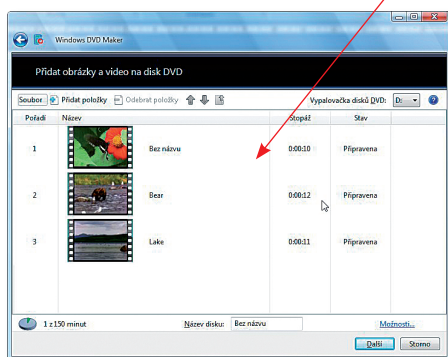 Windows DVD Maker
Přidat obrázky a video na disk DVD
Soubor Přidat položky Odebrat položky Vypalovačka disků DVD: D:
Pořadí Název Stopáž Stav
1 Bez názvu 0:00:10 Připravena
2 Bear 0:00:12 Připravena
3 Lake 0:00:11 Připravena
1 z 150 minut Název disku: Bez názvu Možnosti...
Další Storno